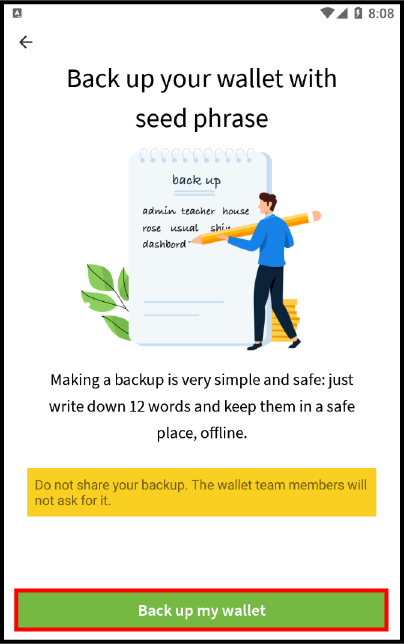 8:08
Back up your wallet with
seed phrase
back up
admin teacher house
rose usual ship
dashbord
Making a backup is very simple and safe: just
write down 12 words and keep them in a safe
place, offline.
Do not share your backup. The wallet team members will
not ask for it.
Back up my wallet